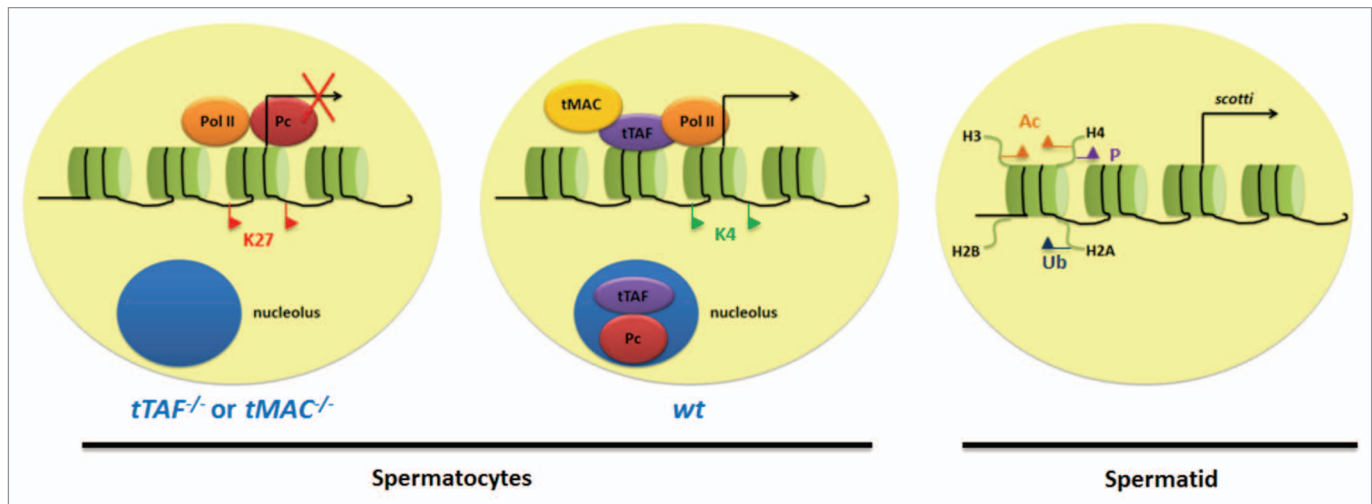 Pol II
Pc
K27
nucleolus
tTAF-/- or tMAC-/-
tMAC
tTAF
Pol II
K4
tTAF
Pc
nucleolus
wt
Spermatocytes
scotti
H3
Ac
H4
P
H2B
Ub
H2A
Spermatid